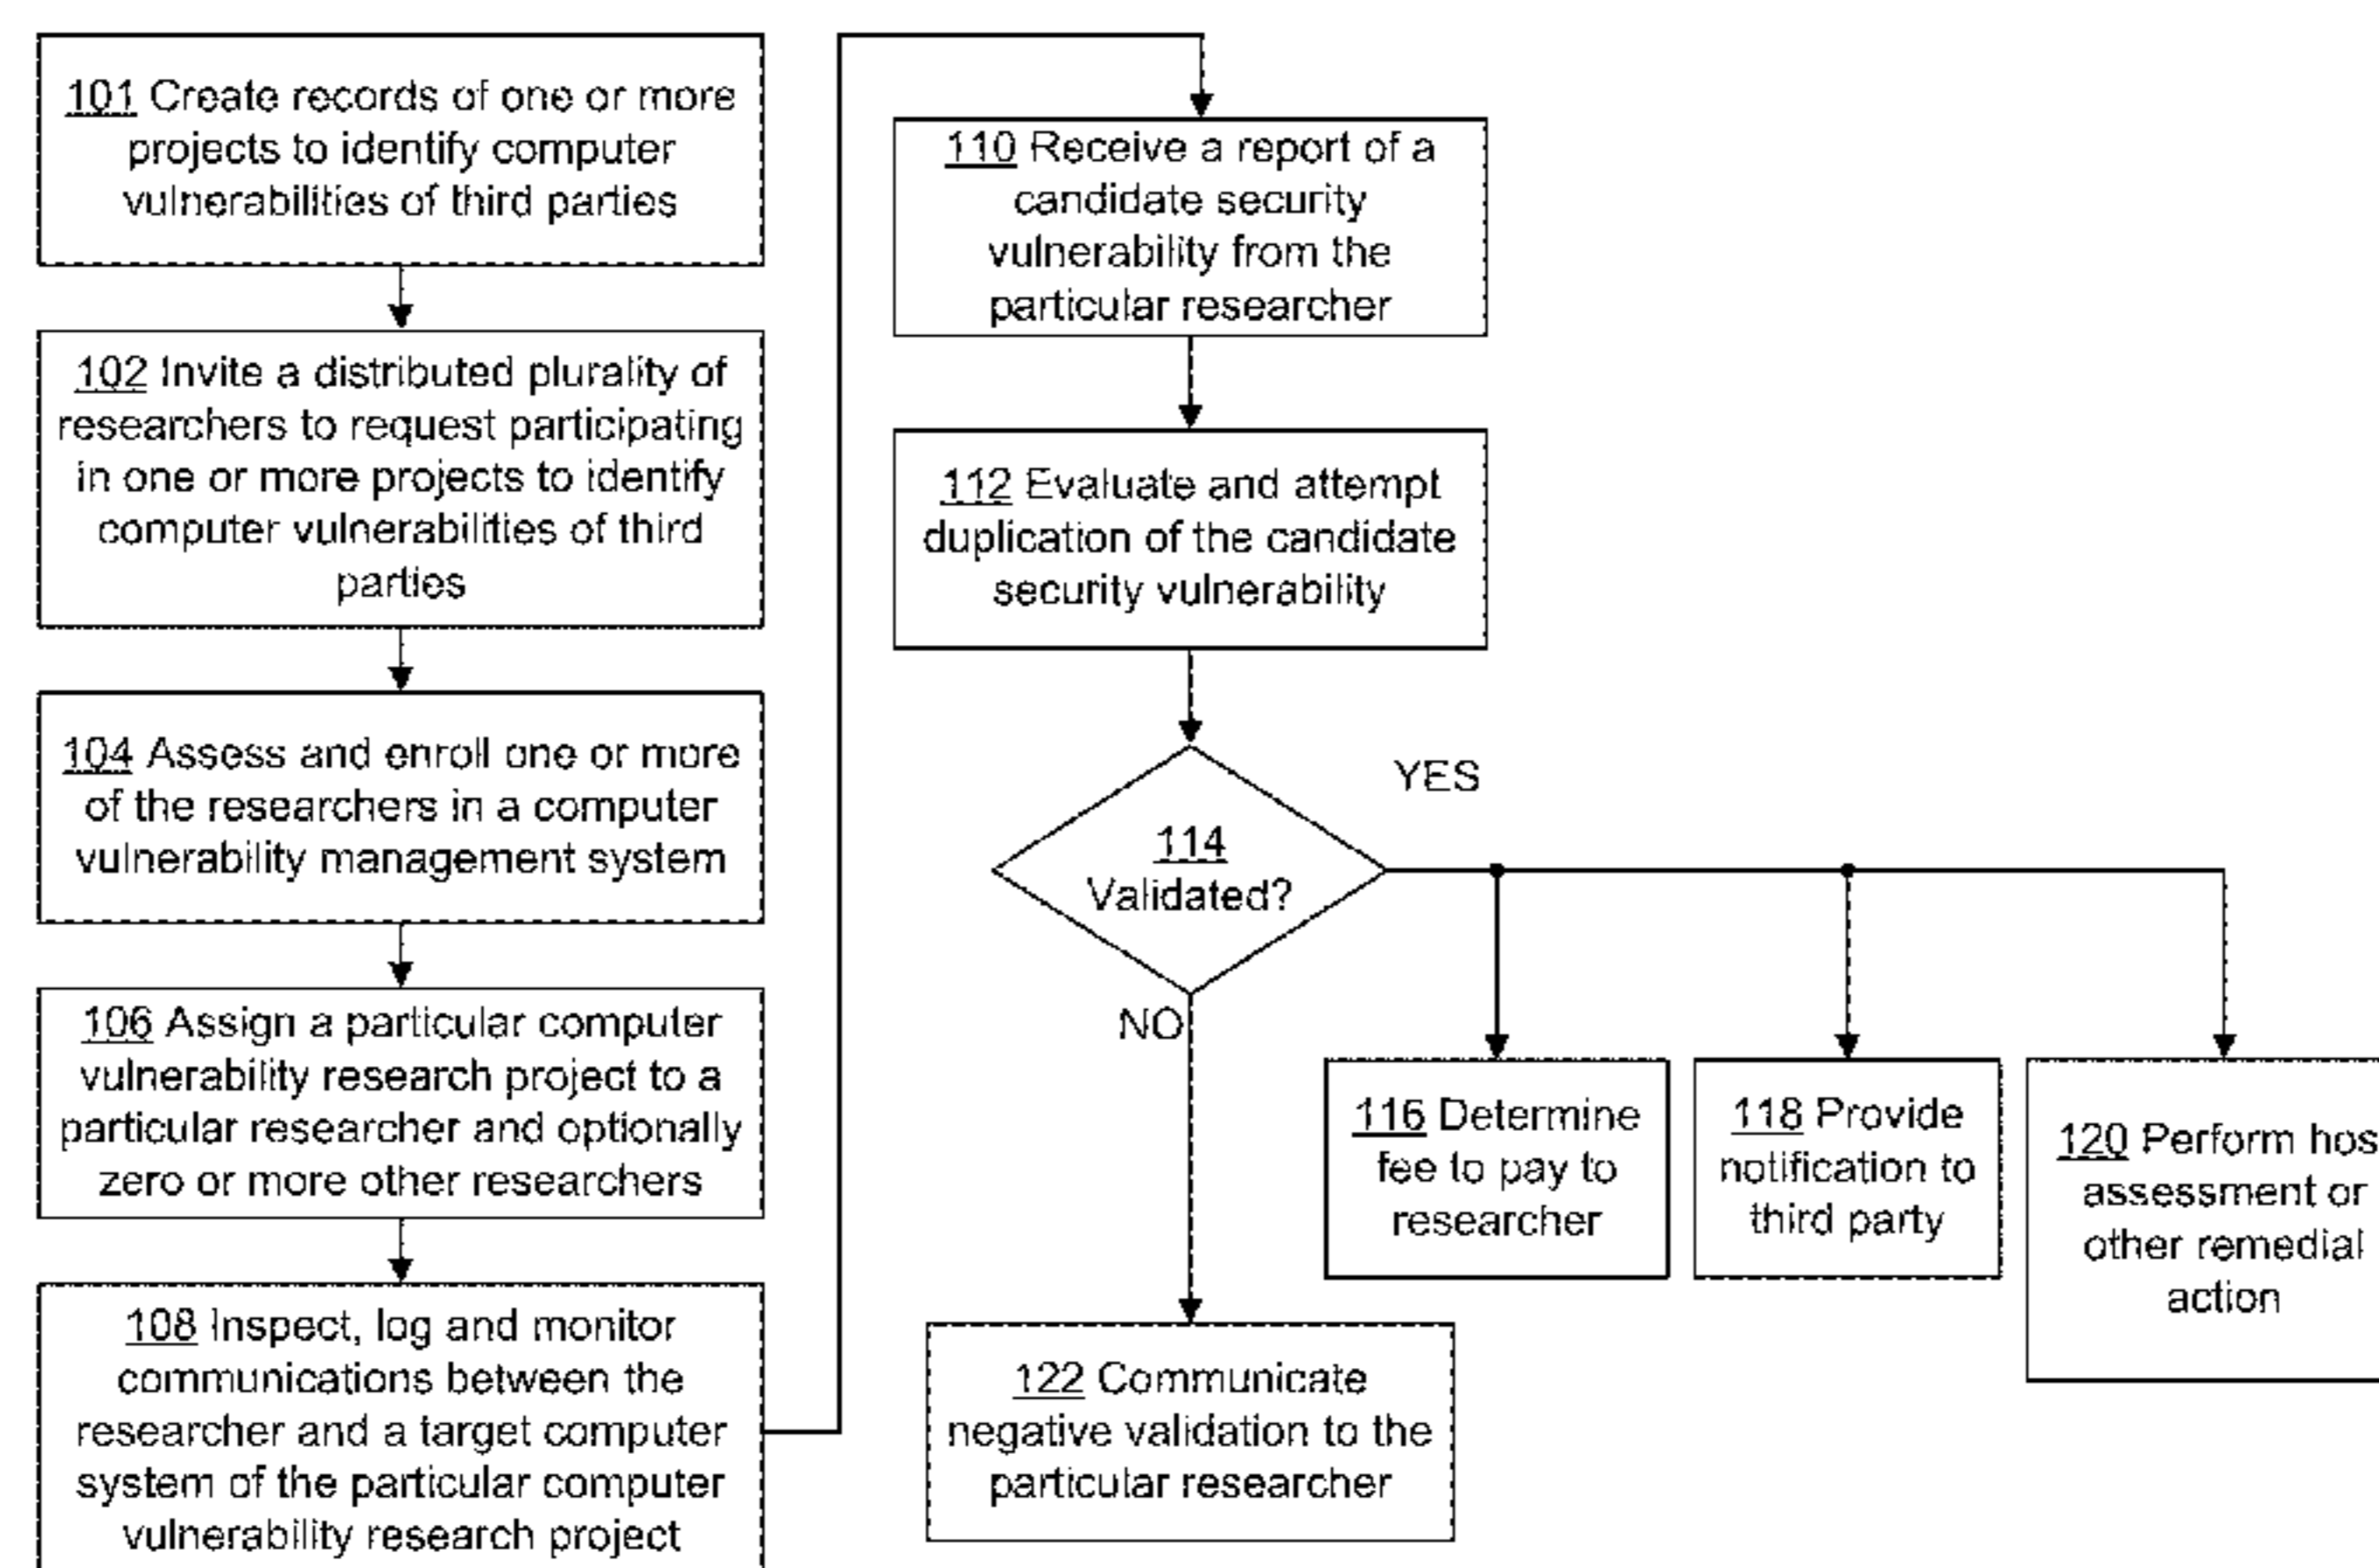 101 Create records of one or more
projects to identify computer
vulnerabilities of third parties
102 Invite a distributed plurality of
researchers to request participating
in one or more projects to identify
computer vulnerabilities of third
parties
104 Assess and enroll one or more
of the researchers in a computer
vulnerability management system
106 Assign a particular computer
vulnerability research project to a
particular researcher and optionally
zero or more other researchers
108 Inspect, log and monitor
communications between the
researcher and a target computer
system of the particular computer
vulnerability research project
110 Receive a report of a
candidate security
vulnerability from the
particular researcher
112 Evaluate and attempt
duplication of the candidate
security vulnerability
114
Validated?
YES
NO
116 Determine
fee to pay to
researcher
118 Provide
notification to
third party
120 Perform
assessment or
other remedial
action
122 Communicate
negative validation to the
particular researcher